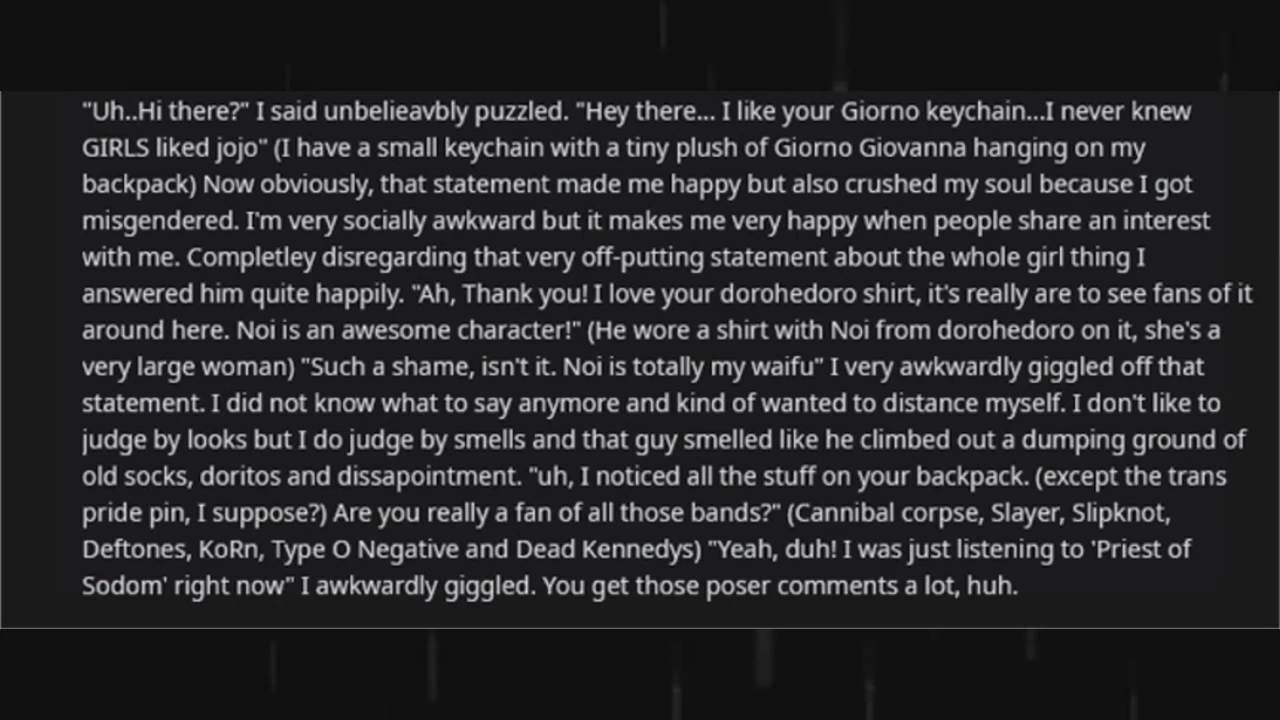 "Uh..Hi there?" I said unbelieavbly puzzled. "Hey there... I like your Giorno keychain...I never knew
GIRLS liked jojo" (I have a small keychain with a tiny plush of Giorno Giovanna hanging on my
backpack) Now obviously, that statement made me happy but also crushed my soul because I got
misgendered. I'm very socially awkward but it makes me very happy when people share an interest
with me. Completley disregarding that very off-putting statement about the whole girl thing I
answered him quite happily. "Ah, Thank you! I love your dorohedoro shirt, it's really are to see fans of it
around here. Noi is an awesome character!" (He wore a shirt with Noi from dorohedoro on it, she's a
very large woman) "Such a shame, isn't it. Noi is totally my waifu" I very awkwardly giggled off that
statement. I did not know what to say anymore and kind of wanted to distance myself. I don't like to
judge by looks but I do judge by smells and that guy smelled like he climbed out a dumping ground of
old socks, doritos and dissapointment. "uh, I noticed all the stuff on your backpack. (except the trans
pride pin, I suppose?) Are you really a fan of all those bands?" (Cannibal corpse, Slayer, Slipknot,
Deftones, KoRn, Type O Negative and Dead Kennedys) "Yeah, duh! I was just listening to 'Priest of
Sodom' right now" I awkwardly giggled. You get those poser comments a lot, huh.